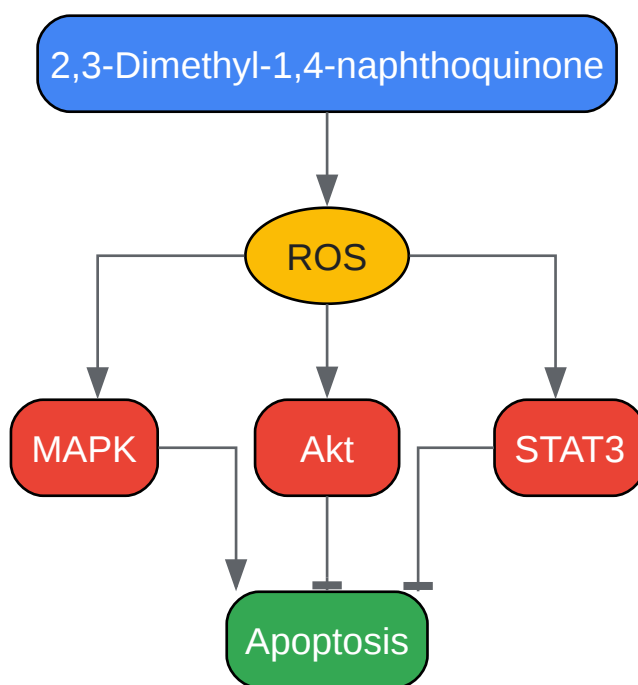 2,3-Dimethyl-1,4-naphthoquinone
ROS
MAPK
Akt
STAT3
Apoptosis